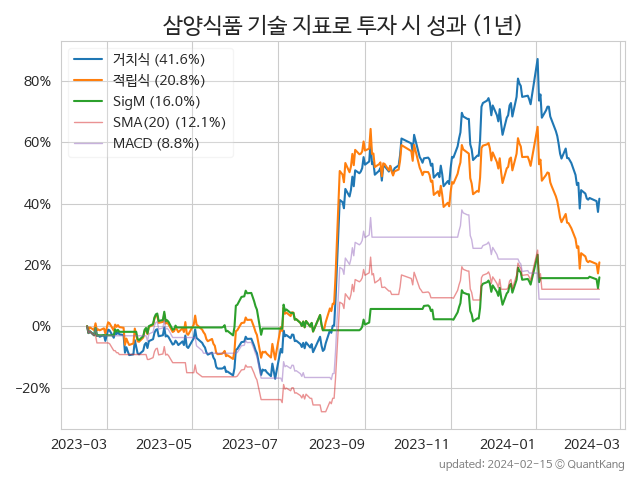 삼양식품 기술 지표로 투자 시 성과 (1년)
거치식 (41.6%)
적립식 (20.8%)
SigM (16.0%)
SMA(20) (12.1%)
MACD (8.8%)
80%
60%
40%
20%
0%
−20%
2023-03 2023-05 2023-07 2023-09 2023-11 2024-01 2024-03
updated: 2024-02-15 © QuantKang